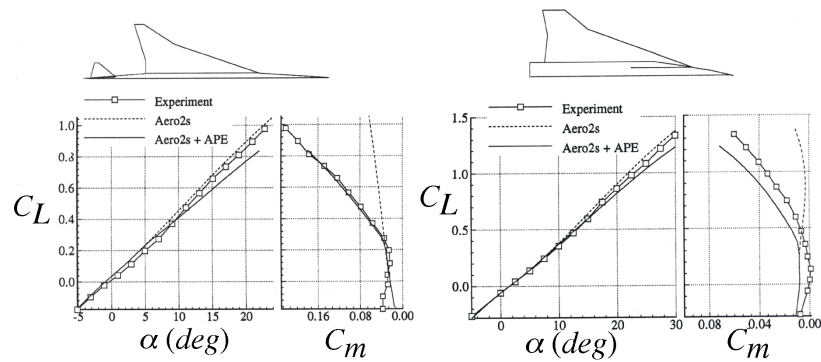 Experiment
Aero2s
Aero2s + APE
1.0
0.8
0.6
0.4
0.2
0.0
C_L
-5 0 5 10 15 20
α (deg)
0.16 0.08 0.00
C_m
Experiment
Aero2s
Aero2s + APE
1.5
1.0
0.5
0.0
C_L
0 10 20 30
α (deg)
0.08 0.04 0.00
C_m